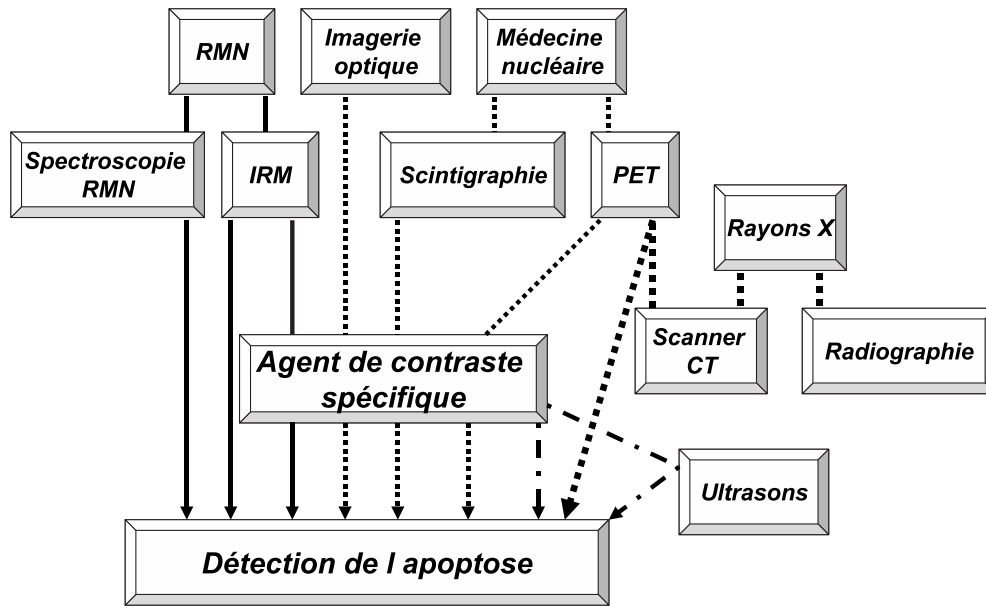 RMN
Imagerie
optique
Médecine
nucléaire
Spectroscopie
RMN
IRM
Scintigraphie
PET
Rayons X
Scanner
CT
Radiographie
Agent de contraste
spécifique
Ultrasons
Détection de l apoptose